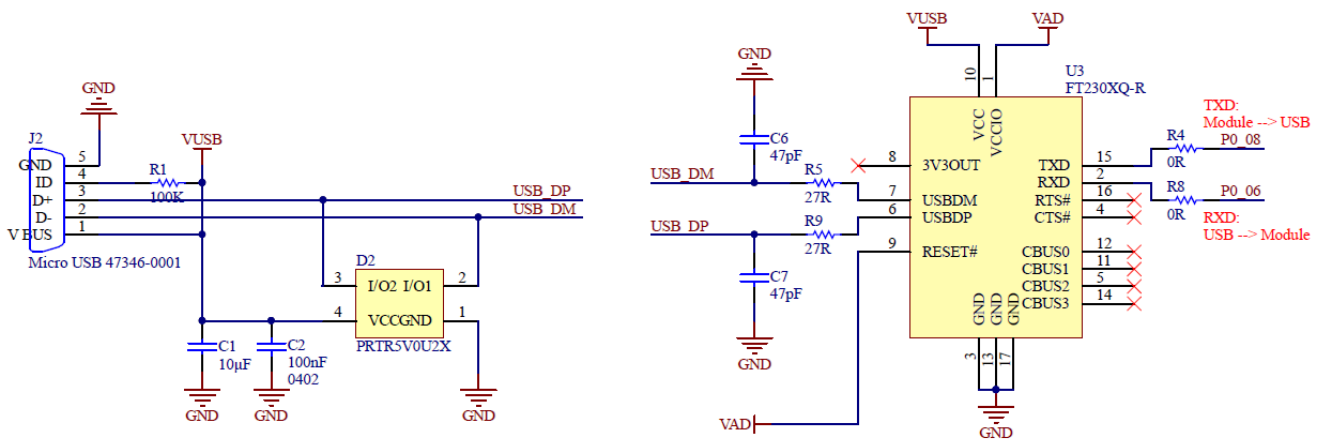 GND
J2
GND
ID
D+
D-
V BUS
5
4
3
2
1
Micro USB 47346-0001
R1
100K
VUSB
USB_DP
USB_DM
D2
3
I/O2 I/O1
2
4
VCCGND
1
PRTR5V0U2X
C1
10µF
GND
C2
100nF
0402
GND
GND
VUSB
VAD
10
1
U3
FT230XQ-R
VCC
VCCIO
GND
C6
47pF
USB_DM
R5
27R
USB_DP
R9
27R
C7
47pF
GND
VAD
8
3V3OUT
7
USBDM
6
USBDP
9
RESET#
TXD
15
RXD
2
RTS#
16
CTS#
4
CBUS0
12
CBUS1
11
CBUS2
5
CBUS3
14
GND
GND
GND
3
13
17
GND
TXD:
Module --> USB
R4
P0_08
0R
R8
P0_06
0R
RXD:
USB --> Module